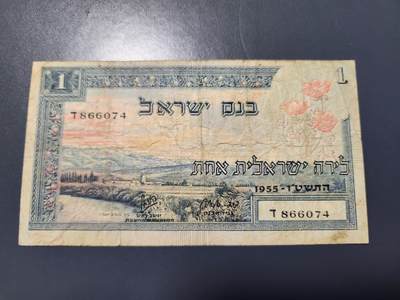 1 1
בנק ישראל
ד 866074
לירה ישראלית אחת
התשט"ו - 1955
ד 866074